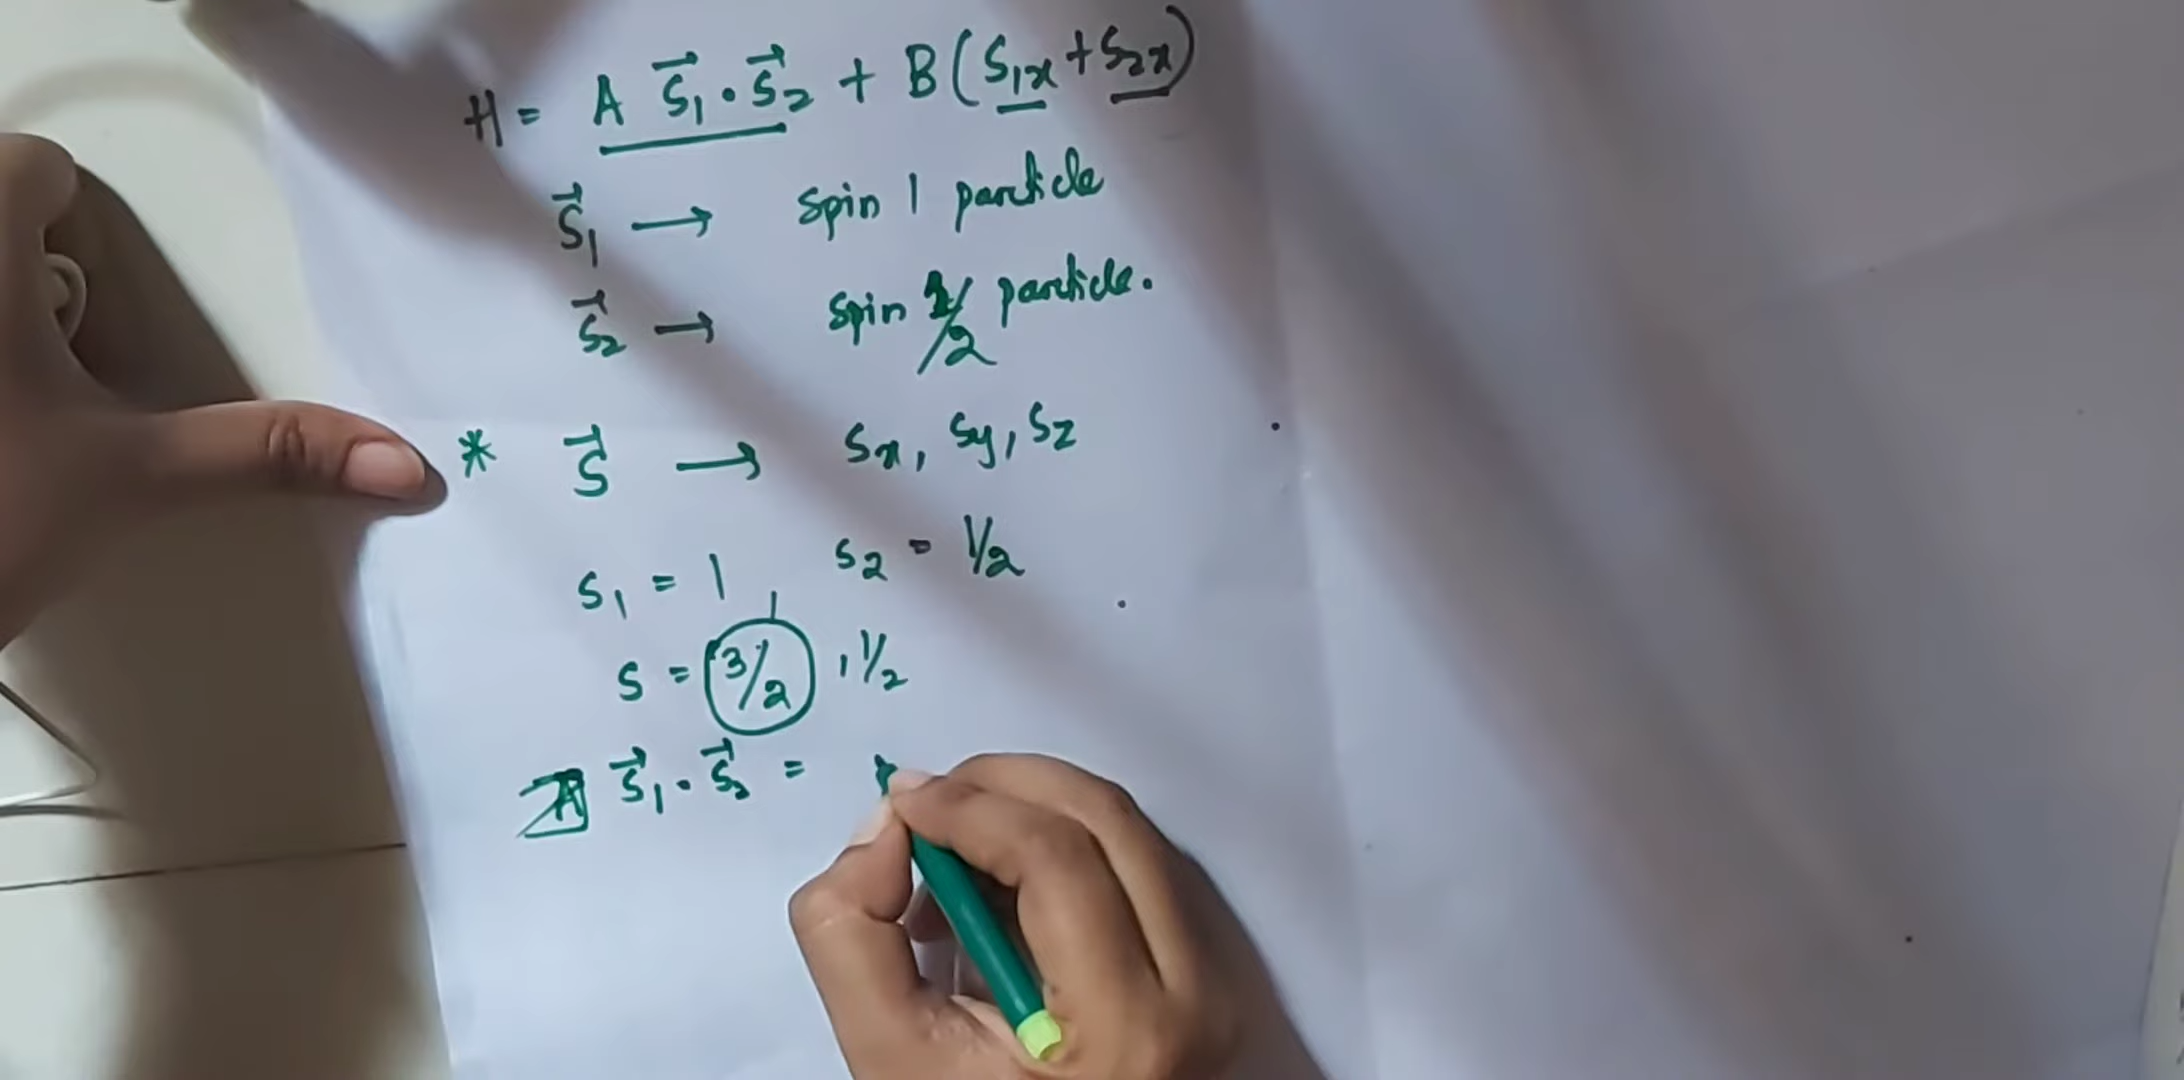 H = A S⃗₁ · S⃗₂ + B (S₁ₓ + S₂ₓ)
S⃗₁ → Spin 1 particle
S⃗₂ → Spin 1/2 particle.
* S⃗ → Sx, Sy, Sz
S₁ = 1, S₂ = 1/2
S = 3/2, 1/2
A S⃗₁ · S⃗₂ =